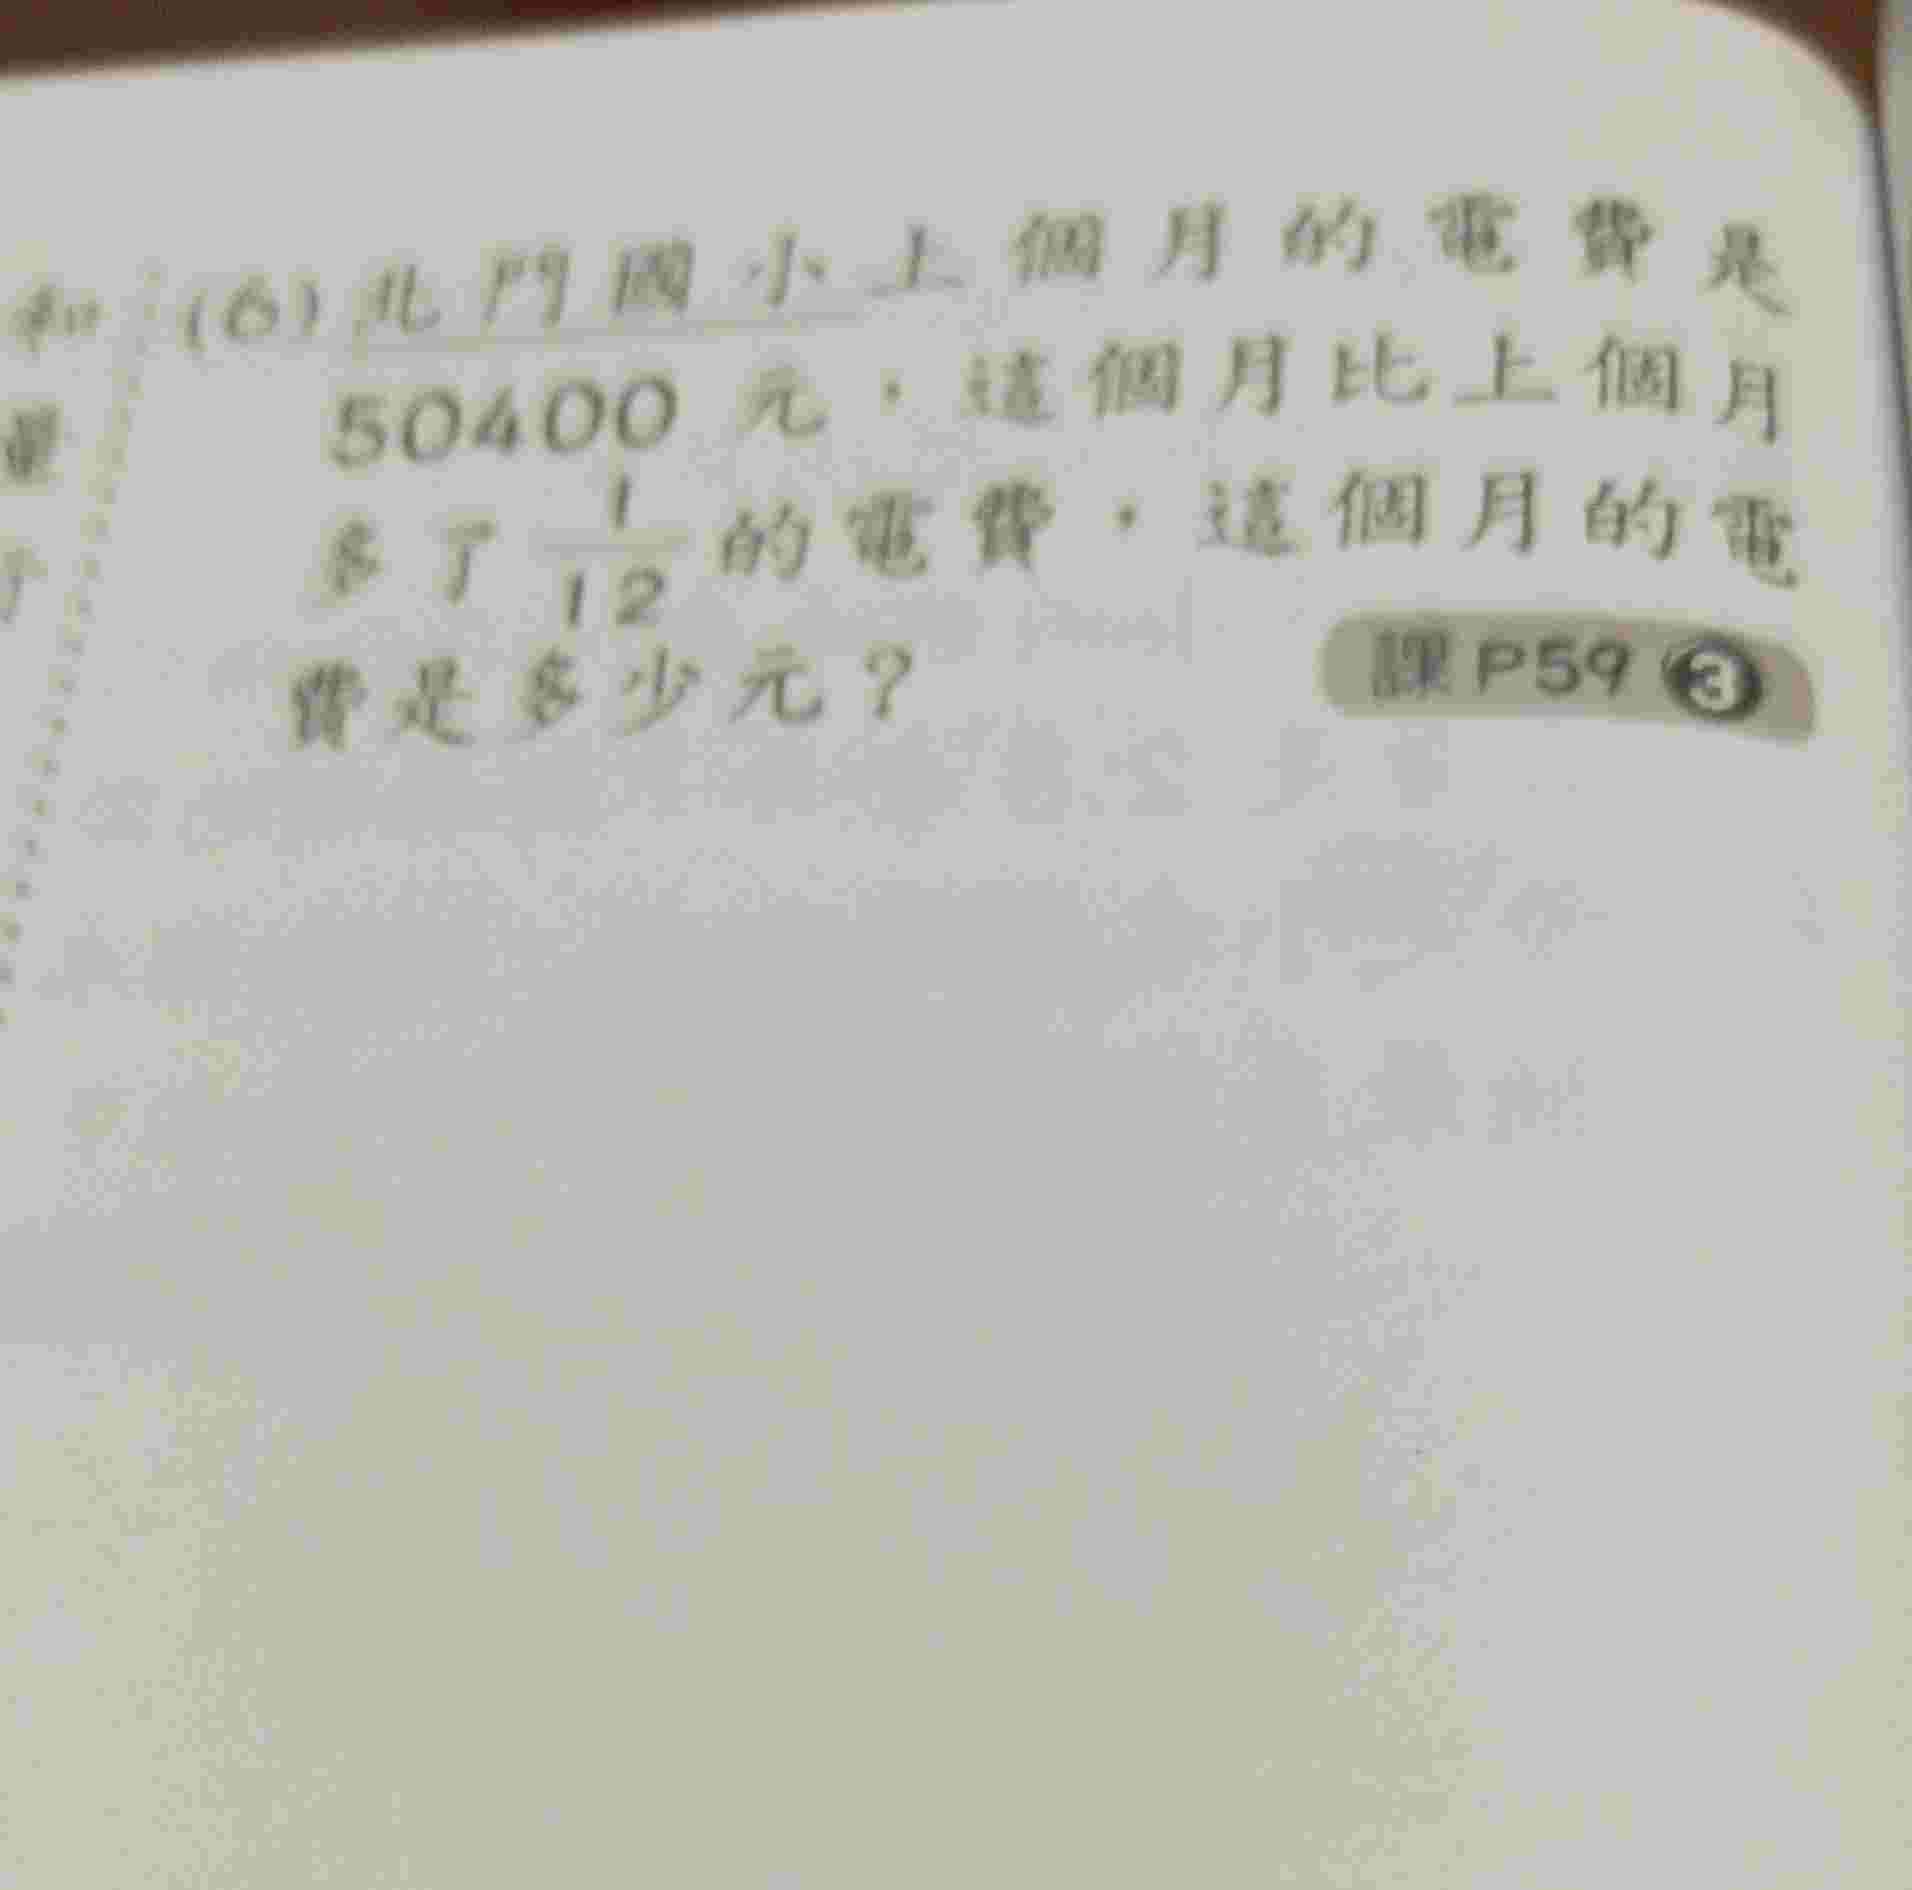 和
(6) 北門國小上個月的電費是
50400 元，這個月比上個月
多了 1/12 的電費，這個月的電
費是多少元？
課 P59 3